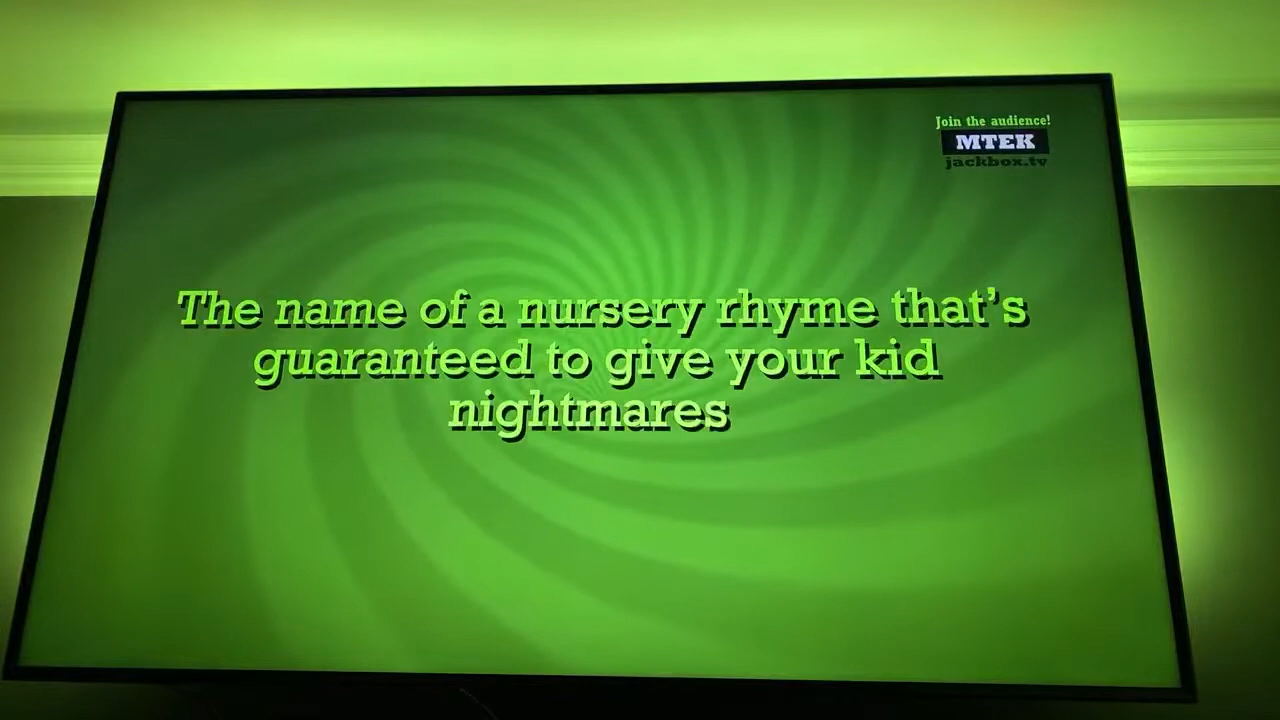 Join the audience!
MTEK
jackbox.tv
The name of a nursery rhyme that's
guaranteed to give your kid
nightmares